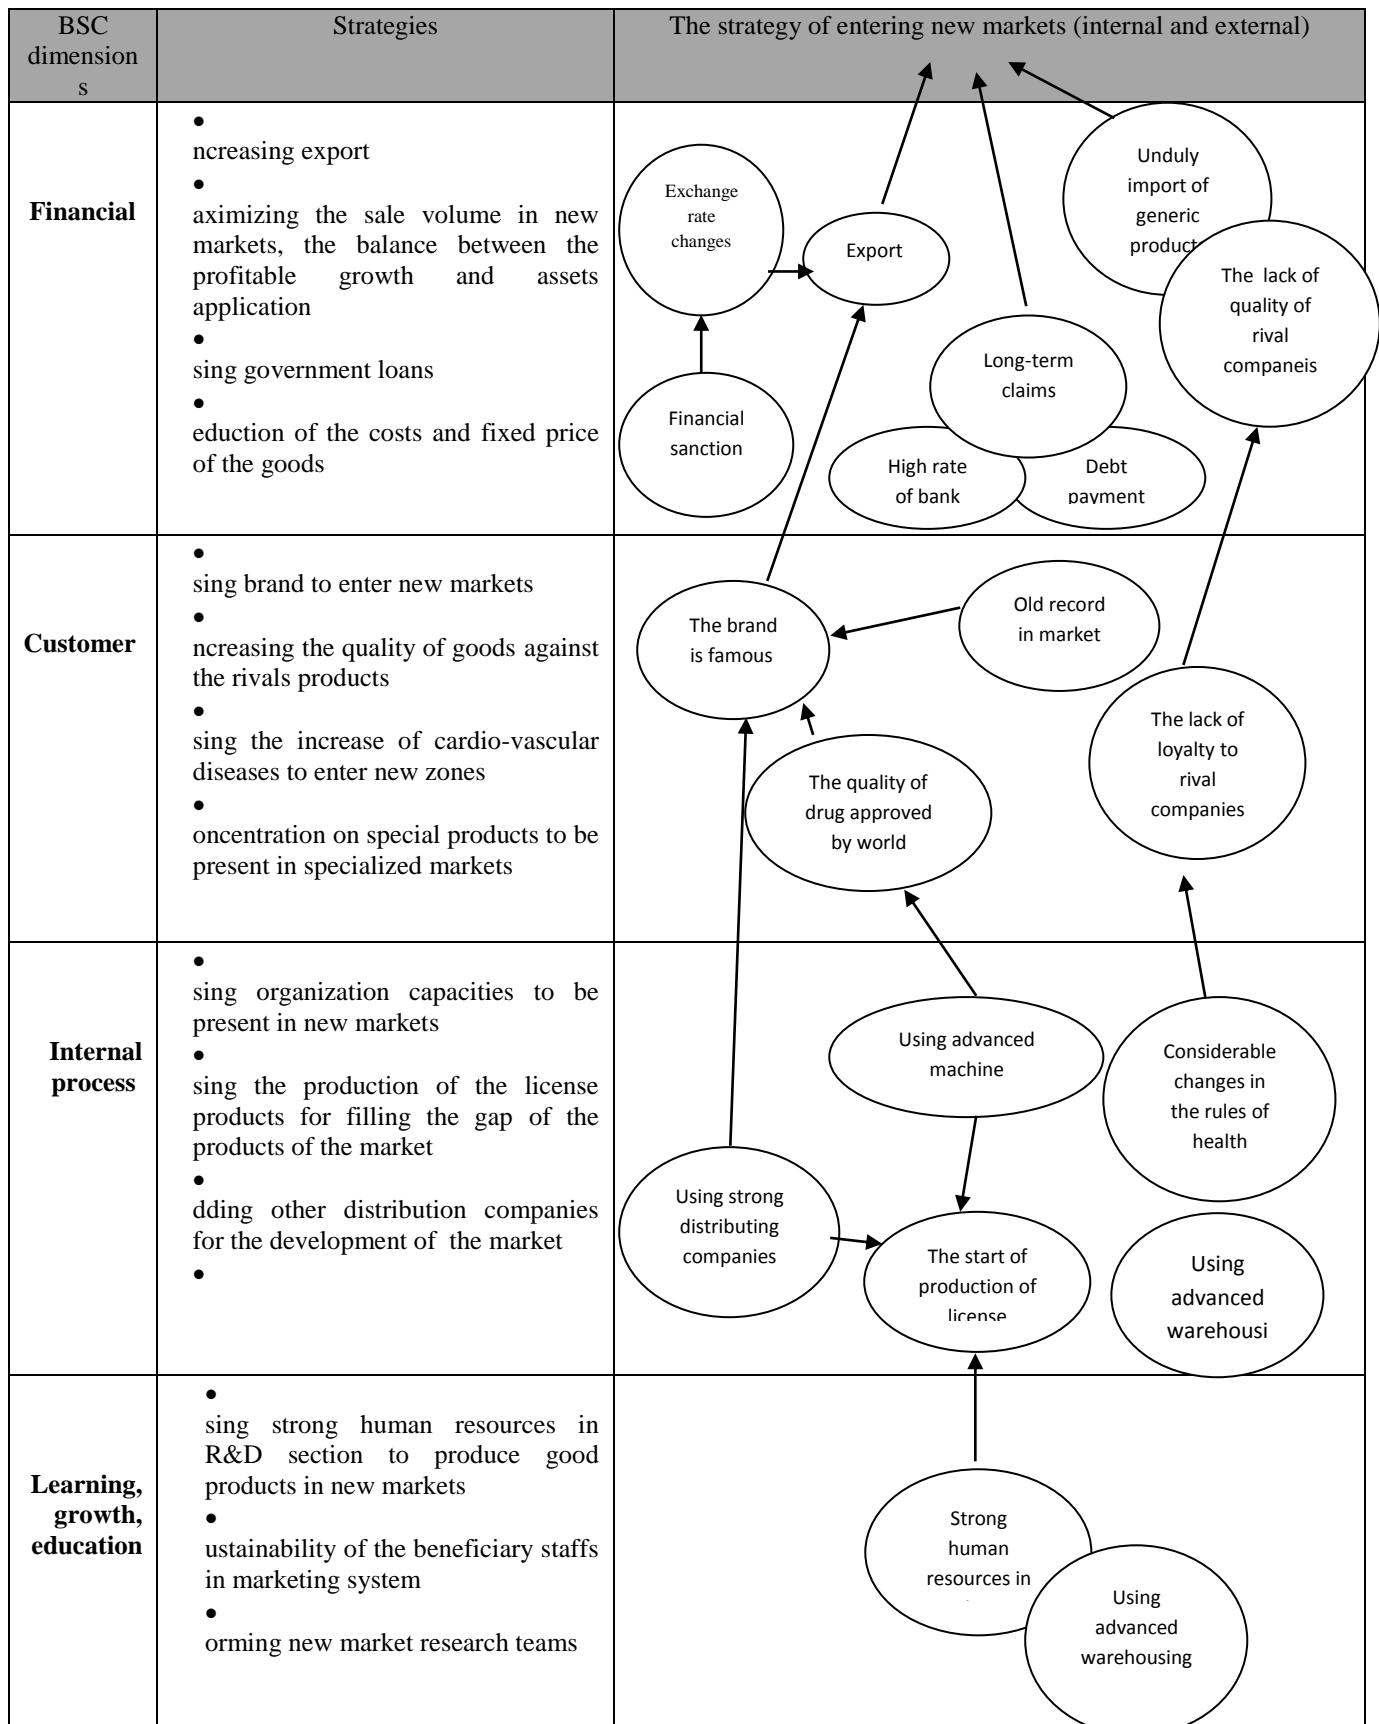 BSC
dimension
s
Strategies
The strategy of entering new markets (internal and external)
Financial
•
ncreasing export
•
aximizing the sale volume in new
markets, the balance between the
profitable growth and assets
application
•
sing government loans
•
eduction of the costs and fixed price
of the goods
Exchange
rate
changes
Export
Unduly
import of
generic
products
The lack of
quality of
rival
companeis
Long-term
claims
Financial
sanction
High rate
of bank
Debt
payment
Customer
•
sing brand to enter new markets
•
ncreasing the quality of goods against
the rivals products
•
sing the increase of cardio-vascular
diseases to enter new zones
•
oncentration on special products to be
present in specialized markets
The brand
is famous
Old record
in market
The lack of
loyalty to
rival
companies
The quality of
drug approved
by world
Internal
process
•
sing organization capacities to be
present in new markets
•
sing the production of the license
products for filling the gap of the
products of the market
•
dding other distribution companies
for the development of the market
•
Using advanced
machine
Considerable
changes in
the rules of
health
Using strong
distributing
companies
The start of
production of
license
Using
advanced
warehousi
Learning,
growth,
education
•
sing strong human resources in
R&D section to produce good
products in new markets
•
ustainability of the beneficiary staffs
in marketing system
•
orming new market research teams
Strong
human
resources in
Using
advanced
warehousing